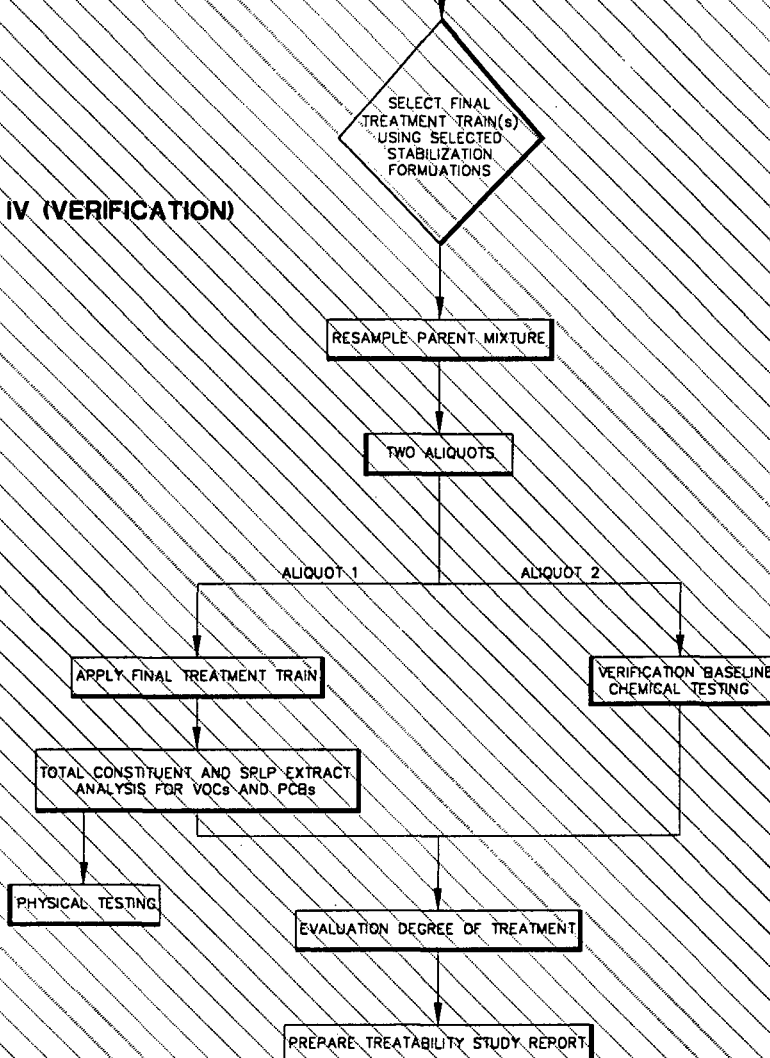 SELECT FINAL
TREATMENT TRAIN(s)
USING SELECTED
STABILIZATION
FORMUATIONS
IV (VERIFICATION)
RESAMPLE PARENT MIXTURE
TWO ALIQUOTS
ALIQUOT 1
ALIQUOT 2
APPLY FINAL TREATMENT TRAIN
VERIFICATION BASELINE
CHEMICAL TESTING
TOTAL CONSTITUENT AND SPLP EXTRACT
ANALYSIS FOR VOCs AND PCBs
PHYSICAL TESTING
EVALUATION DEGREE OF TREATMENT
PREPARE TREATABILITY STUDY REPORT